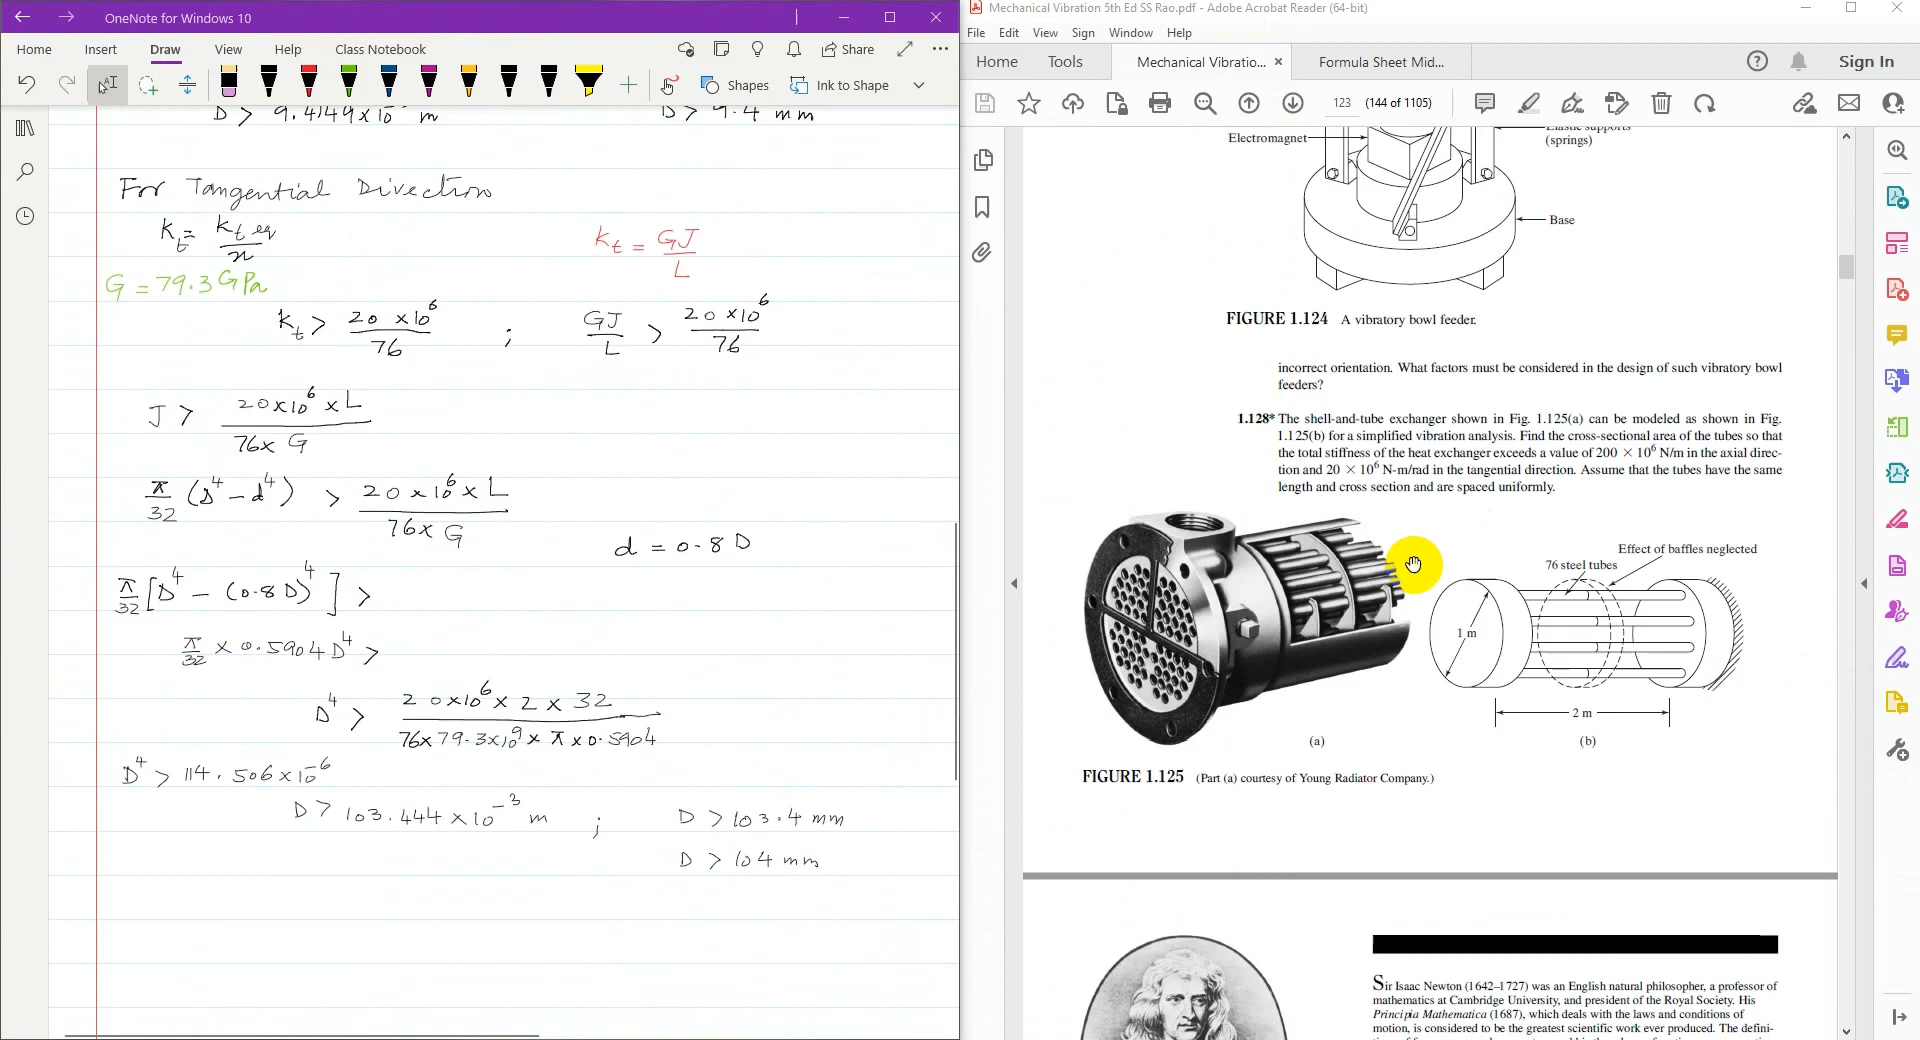 OneNote for Windows 10
Home Insert Draw View Help Class Notebook Share
Shapes Ink to Shape
D > 9.4149x10 m D > 9.4 mm
For Tangential Direction
Kt = Kt eq / n
Kt = GJ / L
G = 79.3 GPa
Kt > 20 x10^6 / 76 ; GJ / L > 20 x10^6 / 76
J > 20x10^6 x L / 76x G
π/32 (D^4 - d^4) > 20 x10^6 x L / 76x G
d = 0.8 D
π/32 [D^4 - (0.8 D)^4] >
π/32 x 0.5904 D^4 >
D^4 > 20x10^6 x 2 x 32 / 76x 79.3x10^9 x π x 0.5904
D^4 > 114.506x10^-6
D > 103.444 x 10^-3 m ; D > 103.4 mm
D > 104 mm
Mechanical Vibration 5th Ed SS Rao.pdf - Adobe Acrobat Reader (64-bit)
File Edit View Sign Window Help
Home Tools Mechanical Vibratio... × Formula Sheet Mid... Sign In
123 (144 of 1105)
Electromagnet
Elastic supports
(springs)
Base
FIGURE 1.124 A vibratory bowl feeder.
incorrect orientation. What factors must be considered in the design of such vibratory bowl
feeders?
1.128* The shell-and-tube exchanger shown in Fig. 1.125(a) can be modeled as shown in Fig.
1.125(b) for a simplified vibration analysis. Find the cross-sectional area of the tubes so that
the total stiffness of the heat exchanger exceeds a value of 200 × 10^6 N/m in the axial direc-
tion and 20 × 10^6 N-m/rad in the tangential direction. Assume that the tubes have the same
length and cross section and are spaced uniformly.
Effect of baffles neglected
76 steel tubes
1 m
2 m
(a) (b)
FIGURE 1.125 (Part (a) courtesy of Young Radiator Company.)
Sir Isaac Newton (1642–1727) was an English natural philosopher, a professor of
mathematics at Cambridge University, and president of the Royal Society. His
Principia Mathematica (1687), which deals with the laws and conditions of
motion, is considered to be the greatest scientific work ever produced. The defini-